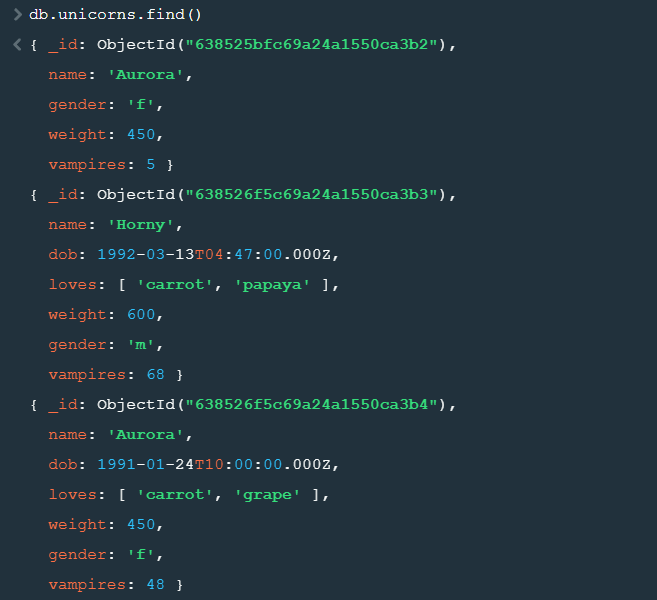 > db.unicorns.find()
< { _id: ObjectId("638525bfc69a24a1550ca3b2"),
name: 'Aurora',
gender: 'f',
weight: 450,
vampires: 5 }
{ _id: ObjectId("638526f5c69a24a1550ca3b3"),
name: 'Horny',
dob: 1992-03-13T04:47:00.000Z,
loves: [ 'carrot', 'papaya' ],
weight: 600,
gender: 'm',
vampires: 68 }
{ _id: ObjectId("638526f5c69a24a1550ca3b4"),
name: 'Aurora',
dob: 1991-01-24T10:00:00.000Z,
loves: [ 'carrot', 'grape' ],
weight: 450,
gender: 'f',
vampires: 48 }